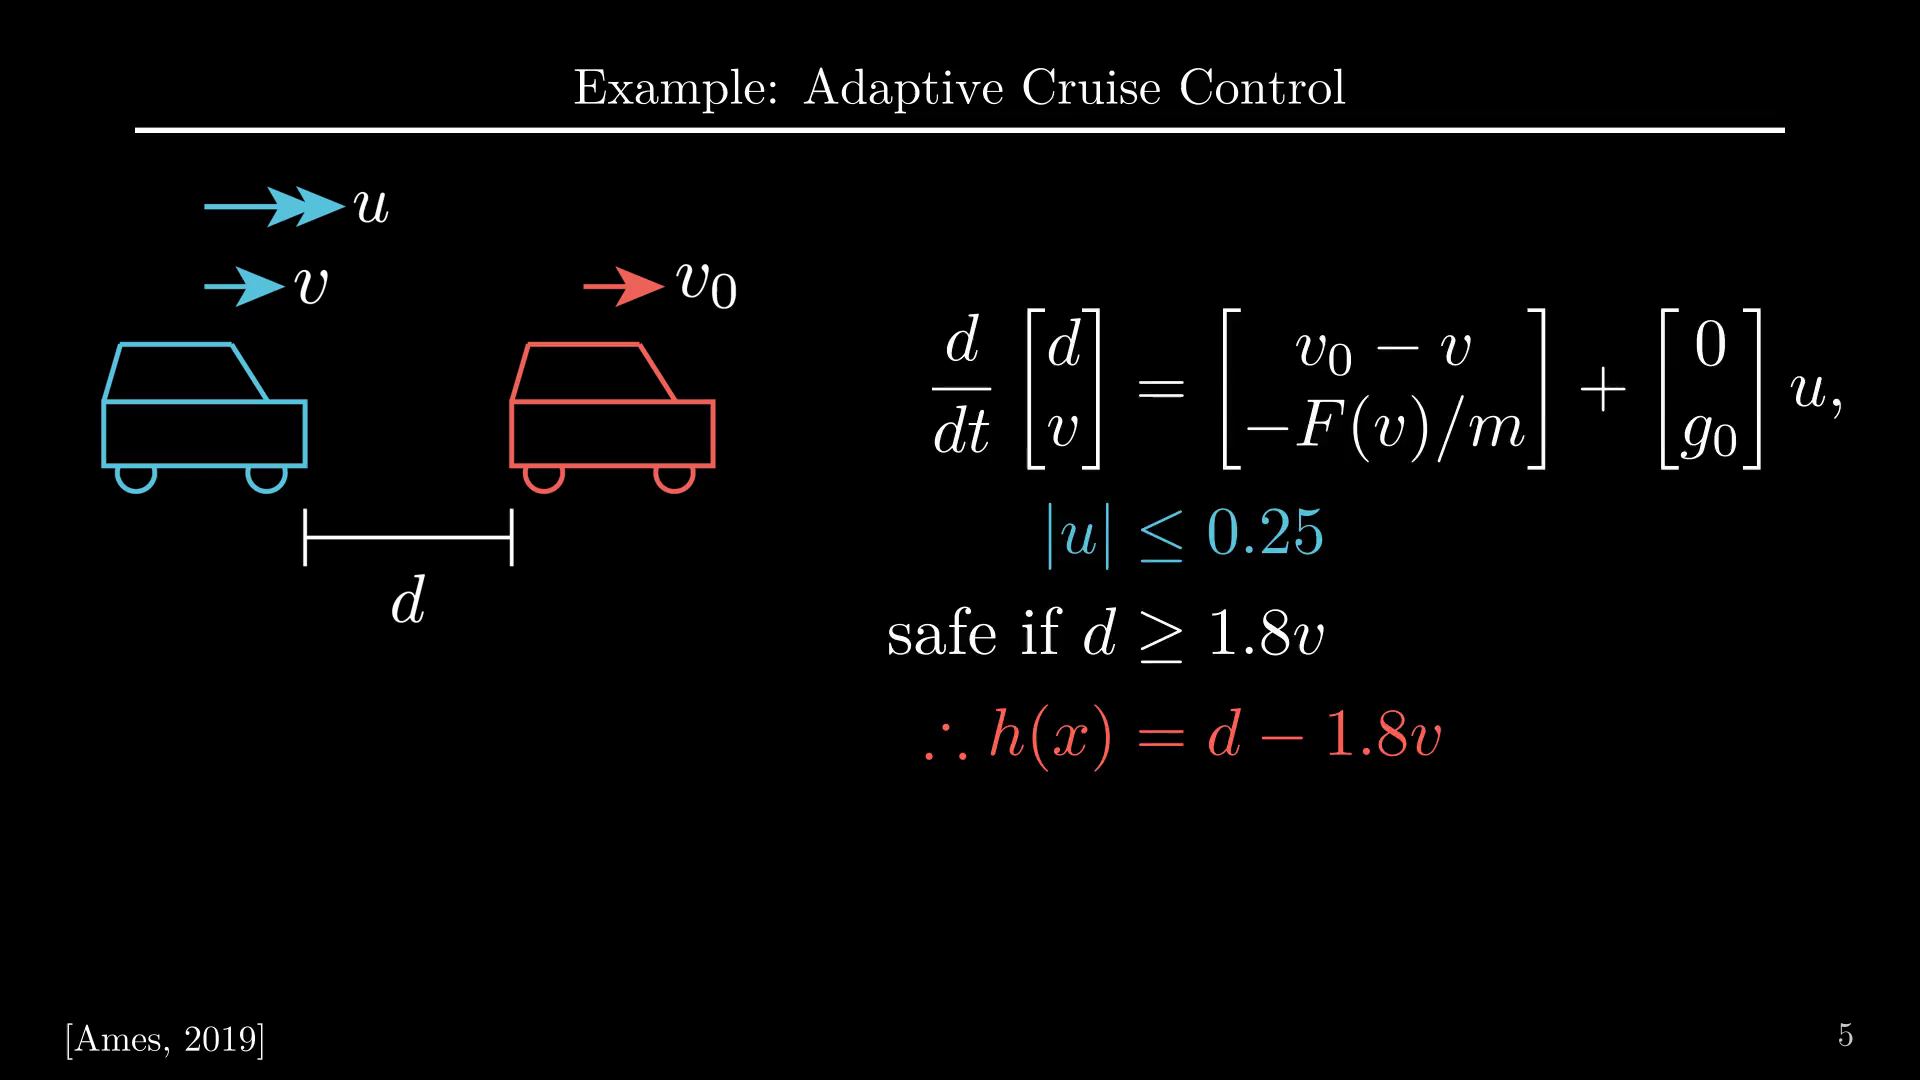 Example: Adaptive Cruise Control
u
v
v₀
d
d/dt [d; v] = [v₀ − v; −F(v)/m] + [0; g₀] u,
|u| ≤ 0.25
safe if d ≥ 1.8v
∴ h(x) = d − 1.8v
[Ames, 2019]
5